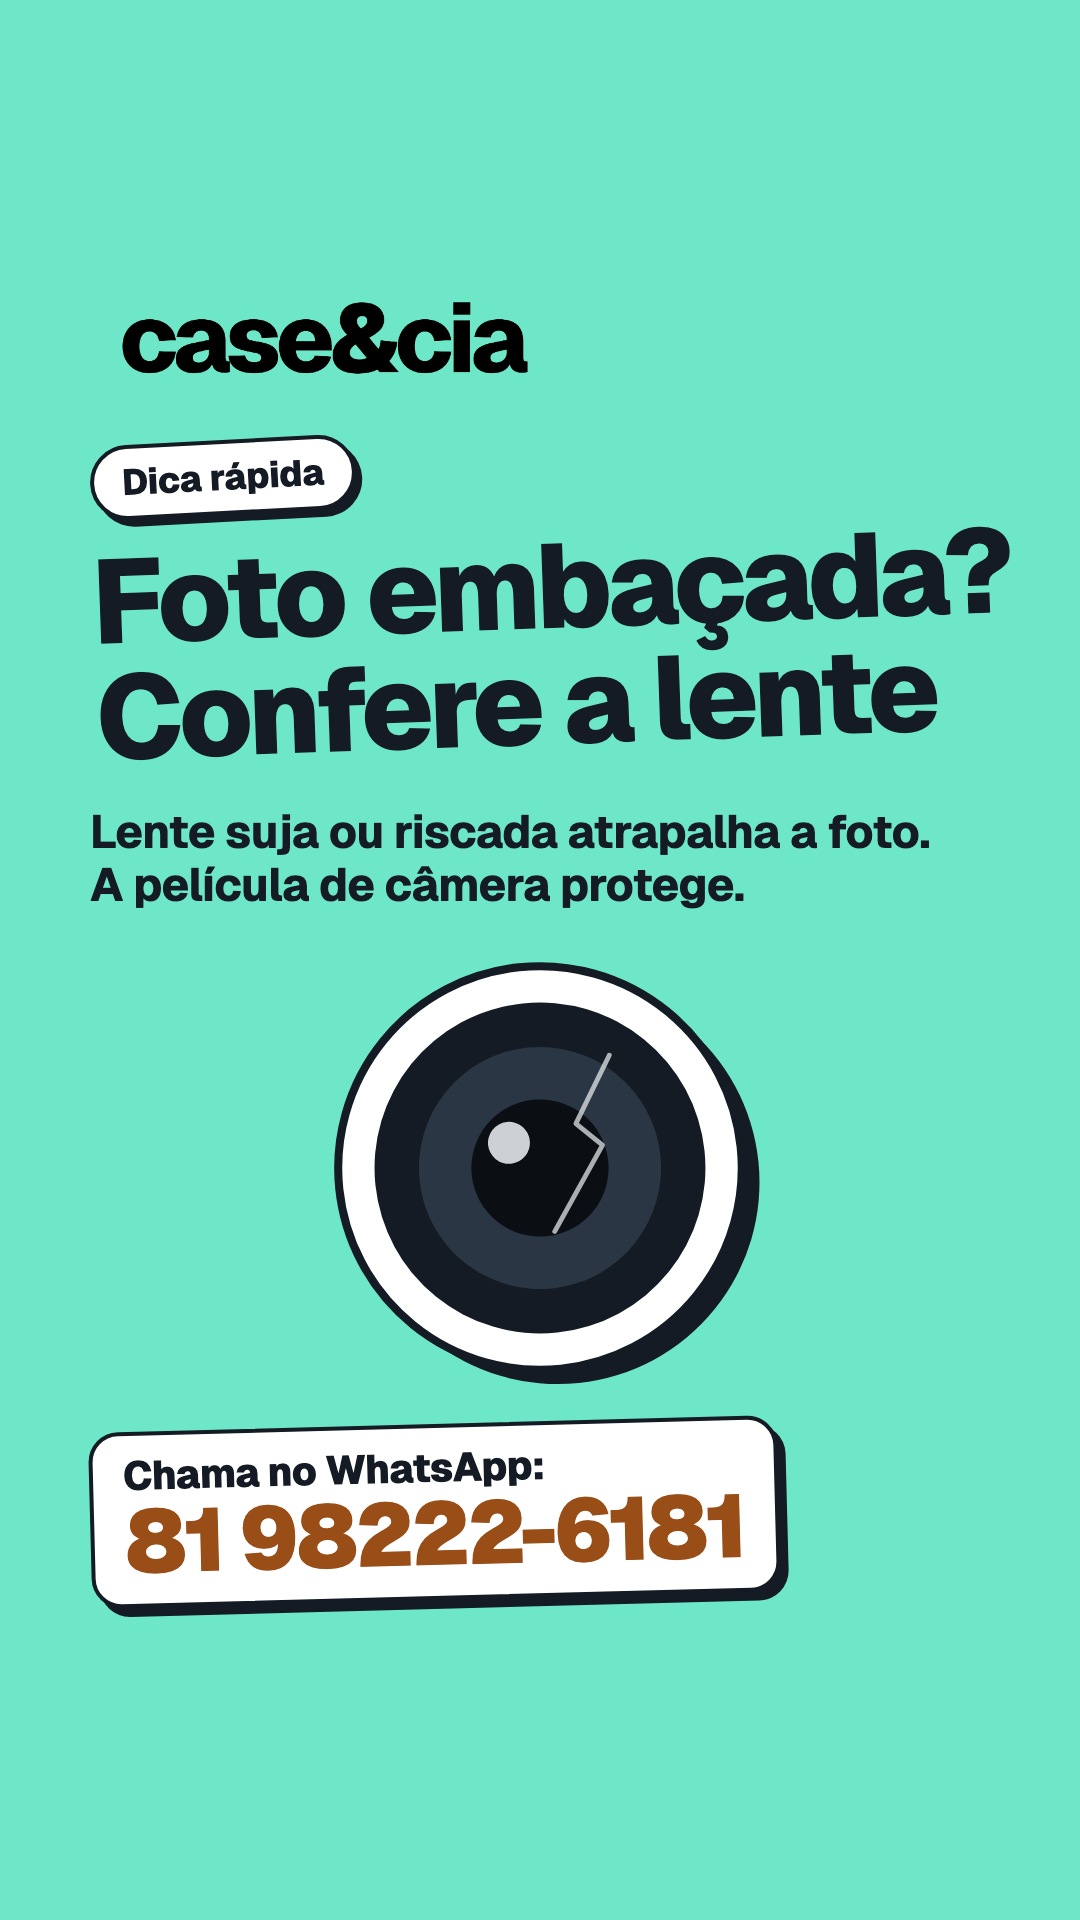 case&cia
Dica rápida
Foto embaçada?
Confere a lente
Lente suja ou riscada atrapalha a foto.
A película de câmera protege.
Chama no WhatsApp:
81 98222-6181